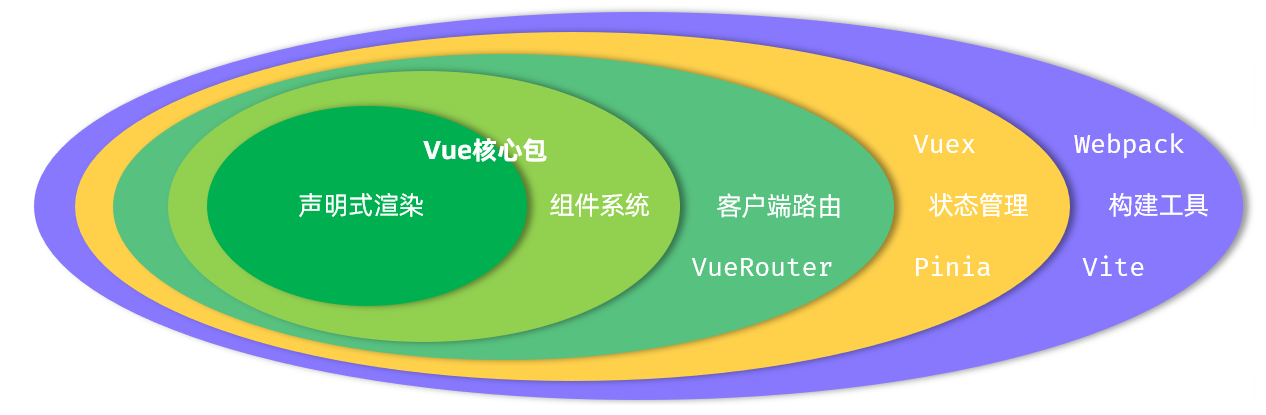 Vue核心包
声明式渲染
组件系统
客户端路由
VueRouter
Vuex
状态管理
Pinia
Webpack
构建工具
Vite